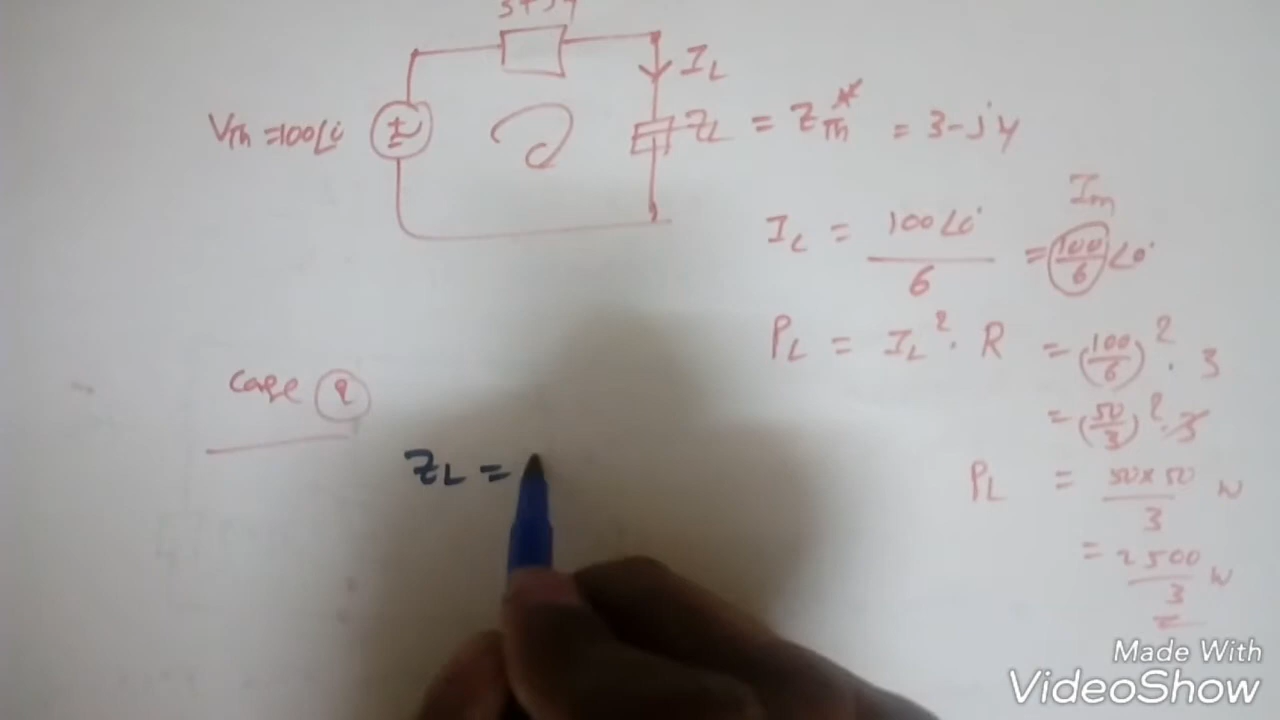 3+j4
I_L
V_Th = 100∠0° ± Z_L = Z_Th^* = 3-j4
I_m
I_L = 100∠0° / 6 = 100/6 ∠0°
P_L = I_L^2 . R = (100/6)^2 . 3
= (50/3)^2 . 3
case 2
Z_L =
P_L = 50×50 / 3 W
= 2500 / 3 W
Made With
VideoShow